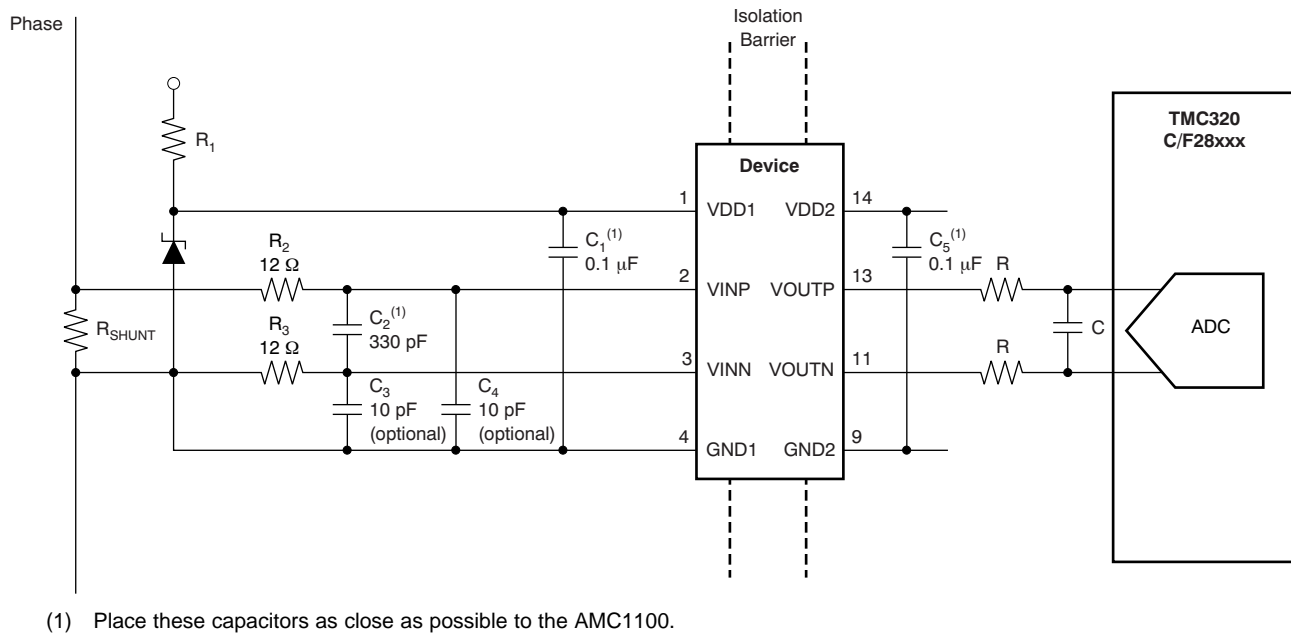 Phase
Isolation
Barrier
TMC320
C/F28xxx
R1
Device
1 VDD1 VDD2 14
R2
12 Ω
C1(1)
0.1 µF
C5(1)
0.1 µF
2 VINP VOUTP 13
R
RSHUNT
R3
12 Ω
C2(1)
330 pF
C
ADC
3 VINN VOUTN 11
R
C3
10 pF
(optional)
C4
10 pF
(optional)
4 GND1 GND2 9
(1) Place these capacitors as close as possible to the AMC1100.